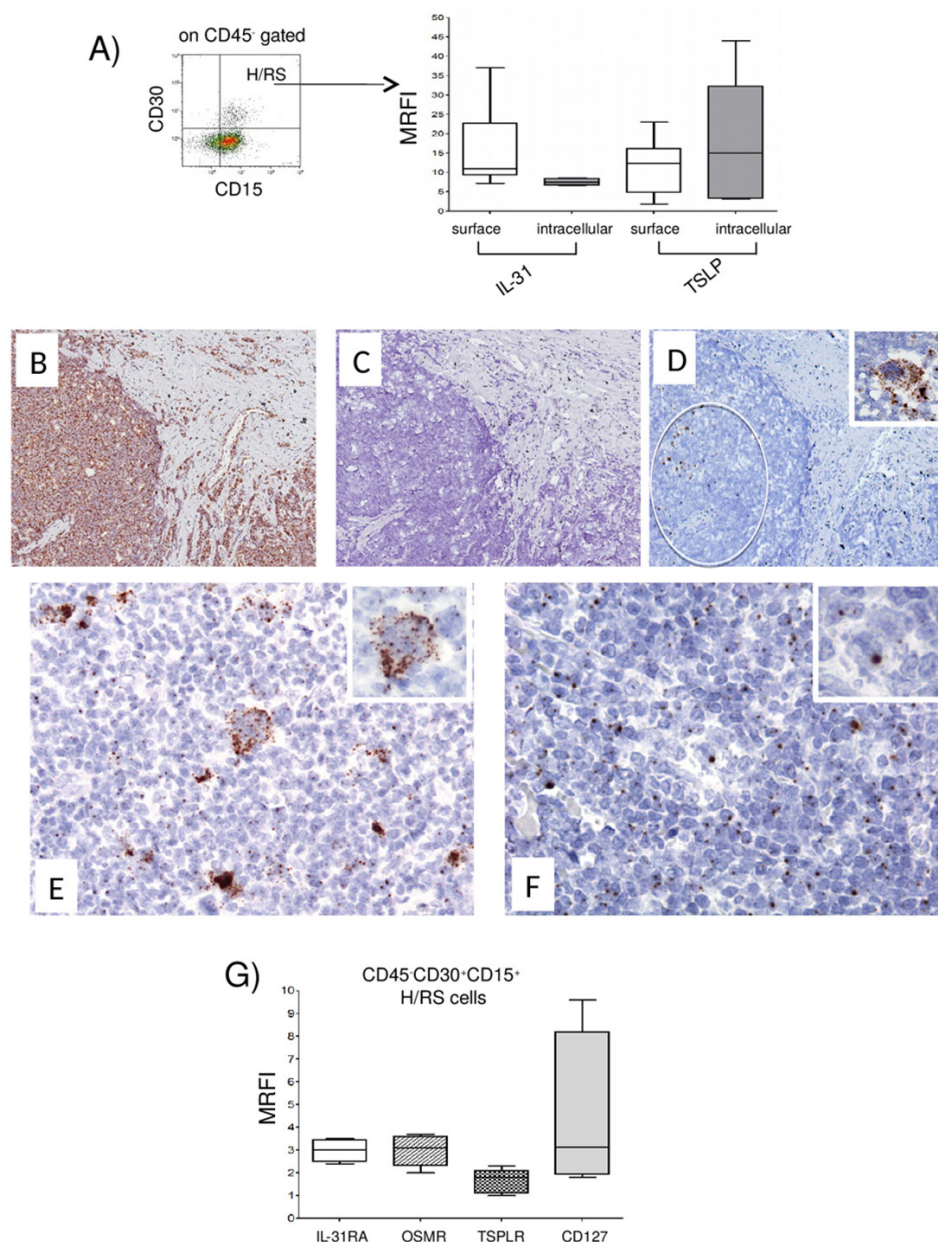 A)
on CD45⁻ gated
H/RS
CD30
CD15
MRFI
50
45
40
35
30
25
20
15
10
5
0
surface
intracellular
surface
intracellular
IL-31
TSLP
B
C
D
E
F
G)
CD45⁻CD30⁺CD15⁺
H/RS cells
MRFI
10
9
8
7
6
5
4
3
2
1
0
IL-31RA
OSMR
TSPLR
CD127